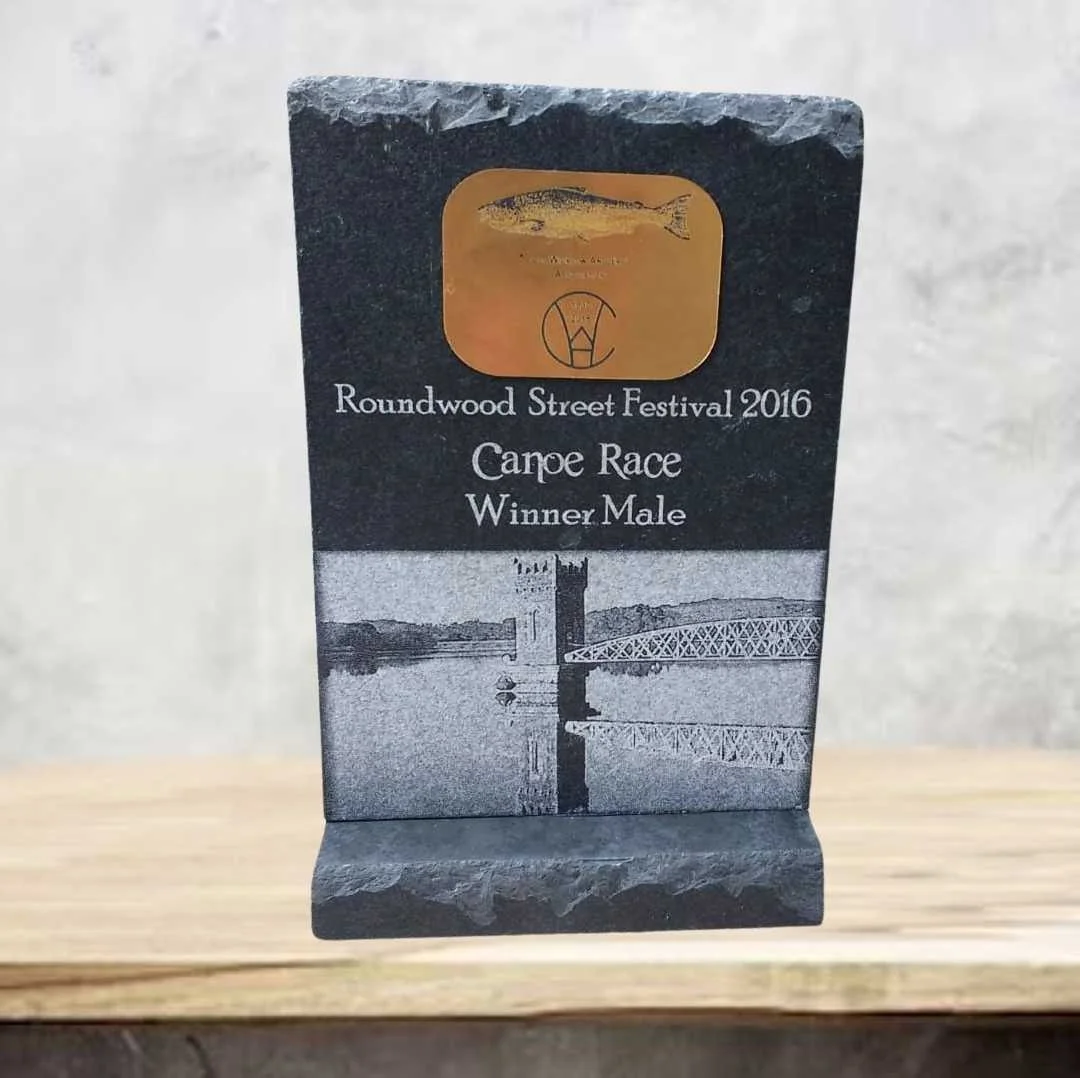 Roundwood Street Festival 2016
Canoe Race
Winner Male